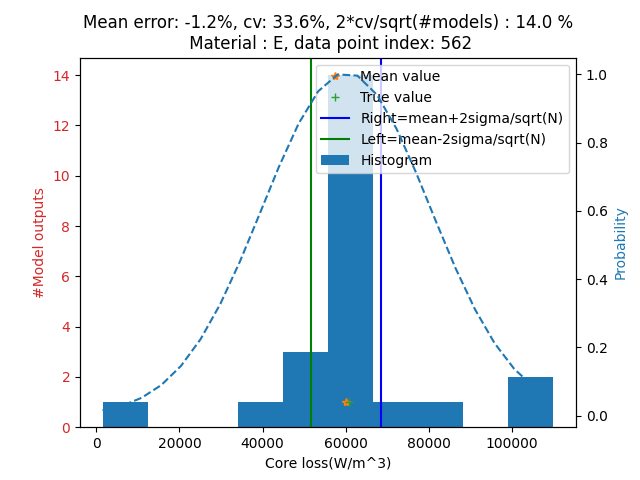 Mean error: -1.2%, cv: 33.6%, 2*cv/sqrt(#models) : 14.0 %
Material : E, data point index: 562
Mean value
True value
Right=mean+2sigma/sqrt(N)
Left=mean-2sigma/sqrt(N)
Histogram
#Model outputs
14
12
10
8
6
4
2
0
0
20000
40000
60000
80000
100000
Core loss(W/m^3)
1.0
0.8
0.6
0.4
0.2
0.0
Probability